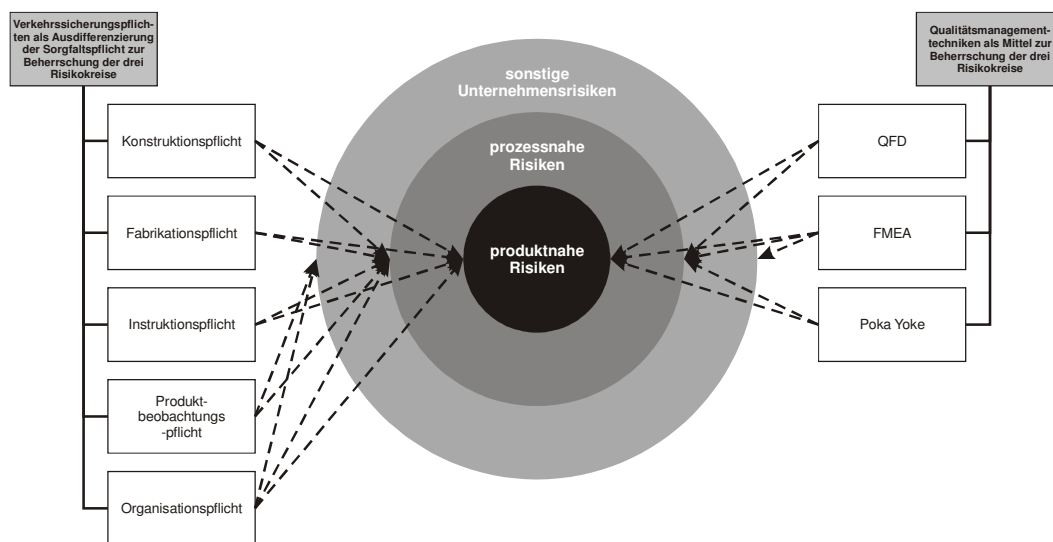 Verkehrssicherungspflich-
ten als Ausdifferenzierung
der Sorgfaltspflicht zur
Beherrschung der drei
Risikokreise
Konstruktionspflicht
Fabrikationspflicht
Instruktionspflicht
Produkt-
beobachtungs
-pflicht
Organisationspflicht
sonstige
Unternehmensrisiken
prozessnahe
Risiken
produktnahe
Risiken
Qualitätsmanagement-
techniken als Mittel zur
Beherrschung der drei
Risikokreise
QFD
FMEA
Poka Yoke